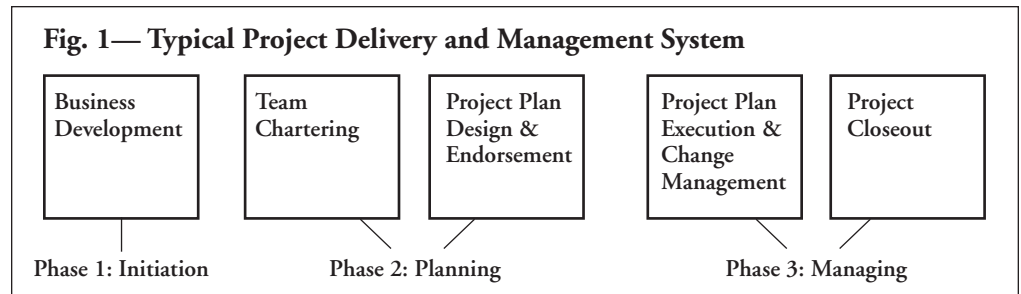 Fig. 1— Typical Project Delivery and Management System
Business
Development
Team
Chartering
Project Plan
Design &
Endorsement
Project Plan
Execution &
Change
Management
Project
Closeout
Phase 1: Initiation
Phase 2: Planning
Phase 3: Managing